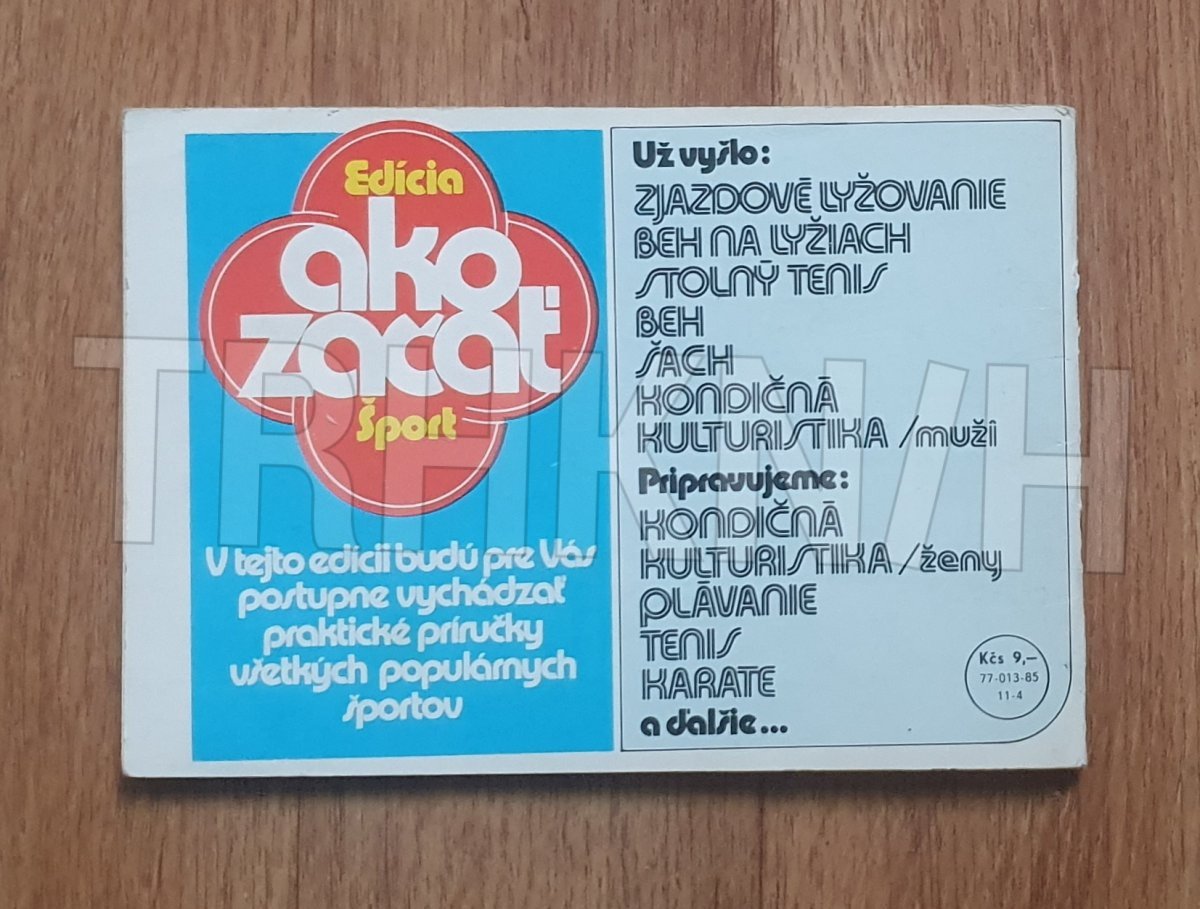 Edícia
ako
začať
Šport
V tejto edícii budú pre Vás
postupne vychádzať
praktické príručky
všetkých populárnych
športov
Už vyšlo:
ZJAZDOVÉ LYŽOVANIE
BEH NA LYŽIACH
STOLNÝ TENIS
BEH
ŠACH
KONDIČNÁ
KULTURISTIKA /muži
Pripravujeme:
KONDIČNÁ
KULTURISTIKA /ženy
PLÁVANIE
TENIS
KARATE
a ďalšie...
Kčs 9,–
77-013-85
11-4
TRHKNÍH